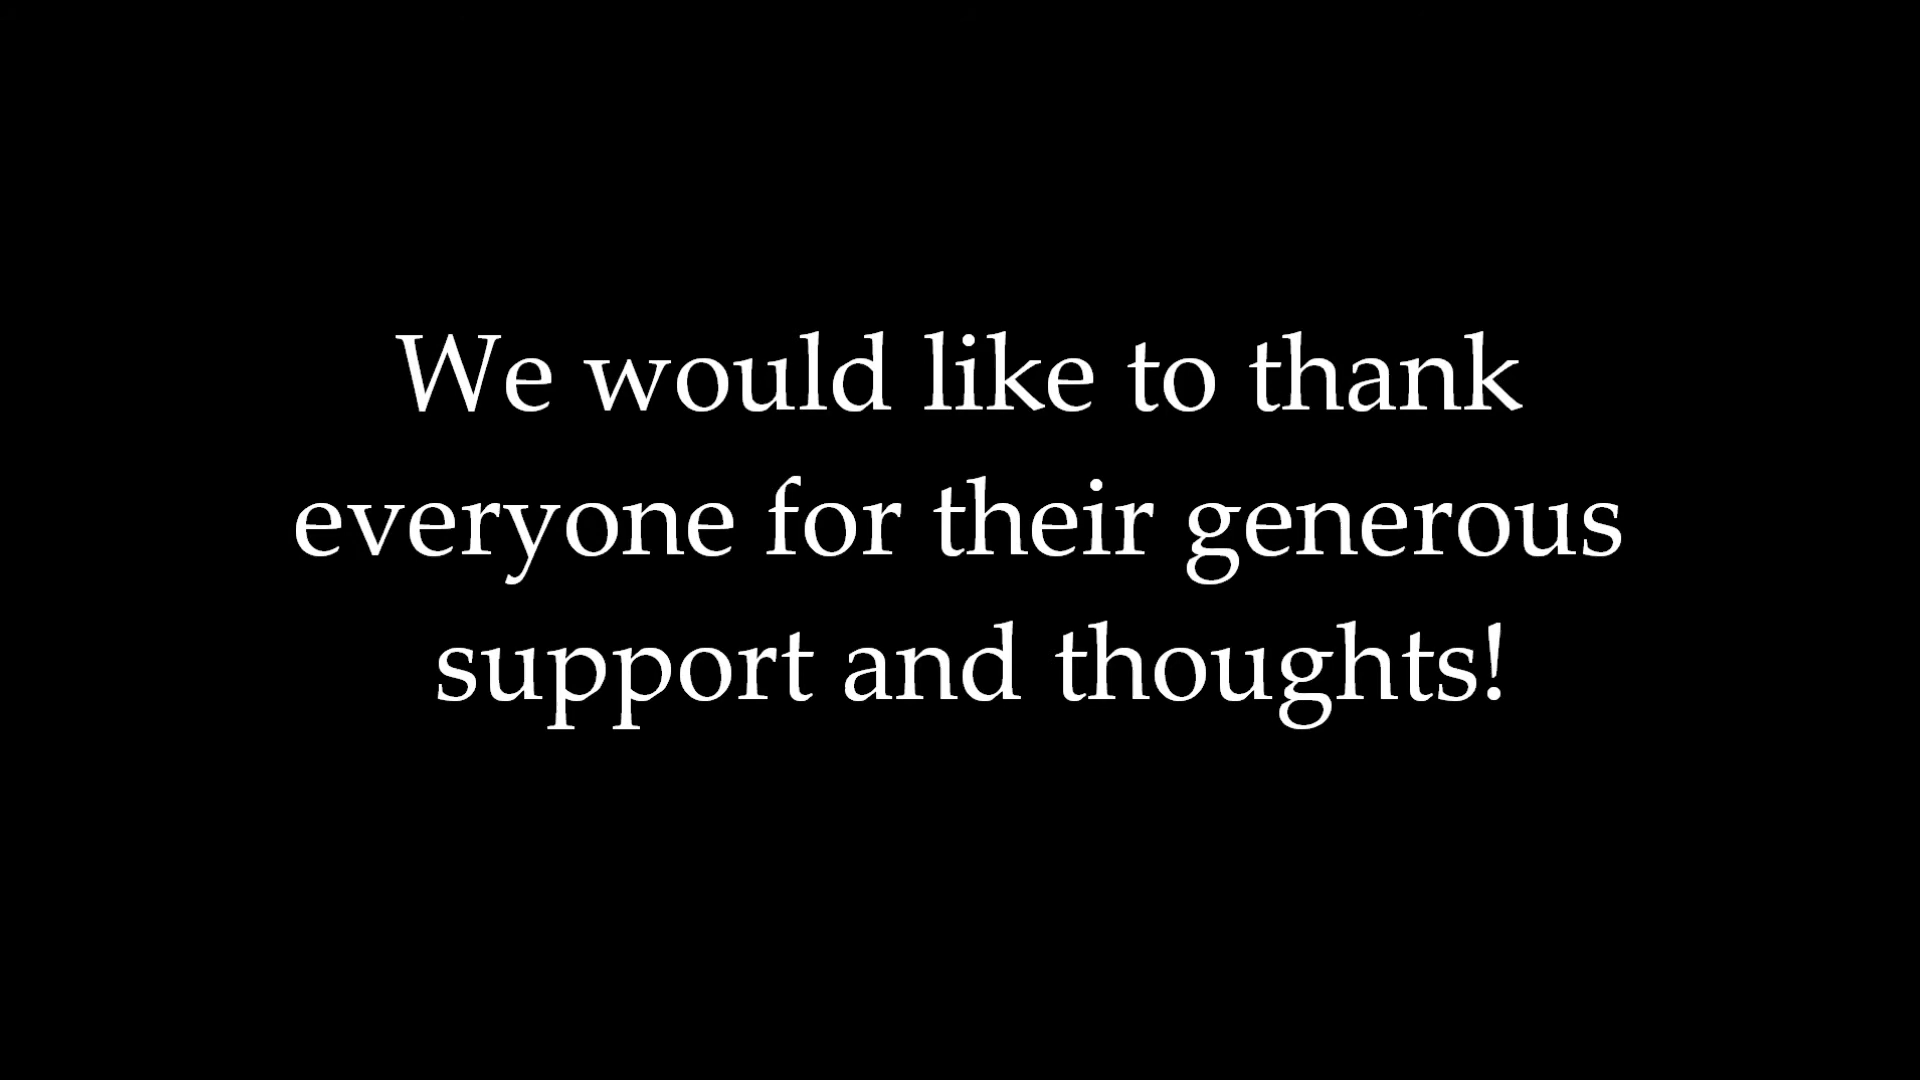 We would like to thank
everyone for their generous
support and thoughts!